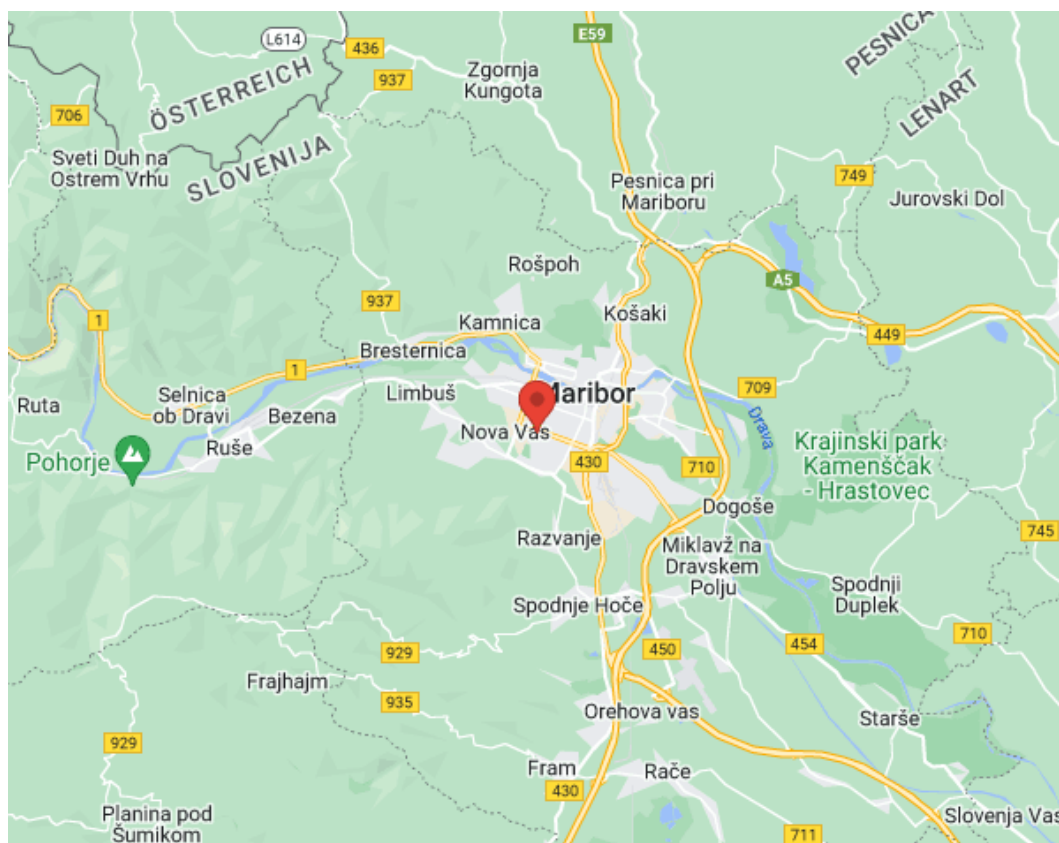 L614
436
E59
PESNICA
Zgornja
Kungota
937
ÖSTERREICH
706
LENART
SLOVENIJA
Sveti Duh na
Ostrem Vrhu
Pesnica pri
Mariboru
749
Jurovski Dol
Rošpoh
A5
937
Košaki
1
Kamnica
449
Bresternica
1
709
Selnica
ob Dravi
Limbuš
Maribor
Ruta
Bezena
Drava
Nova Vas
Ruše
Krajinski park
Kamenščak
- Hrastovec
Pohorje
430
710
Dogoše
745
Razvanje
Miklavž na
Dravskem
Polju
Spodnji
Duplek
Spodnje Hoče
710
929
450
454
Frajhajm
935
Orehova vas
Starše
929
Fram
Rače
430
Planina pod
Šumikom
Slovenja Vas
711